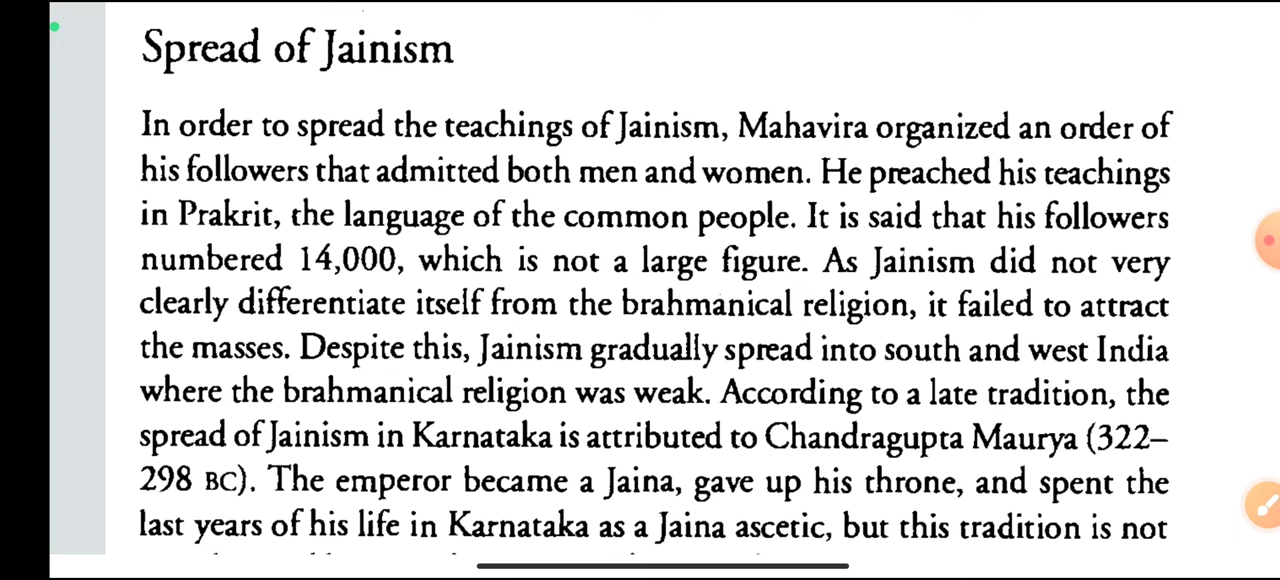 Spread of Jainism
In order to spread the teachings of Jainism, Mahavira organized an order of
his followers that admitted both men and women. He preached his teachings
in Prakrit, the language of the common people. It is said that his followers
numbered 14,000, which is not a large figure. As Jainism did not very
clearly differentiate itself from the brahmanical religion, it failed to attract
the masses. Despite this, Jainism gradually spread into south and west India
where the brahmanical religion was weak. According to a late tradition, the
spread of Jainism in Karnataka is attributed to Chandragupta Maurya (322–
298 BC). The emperor became a Jaina, gave up his throne, and spent the
last years of his life in Karnataka as a Jaina ascetic, but this tradition is not